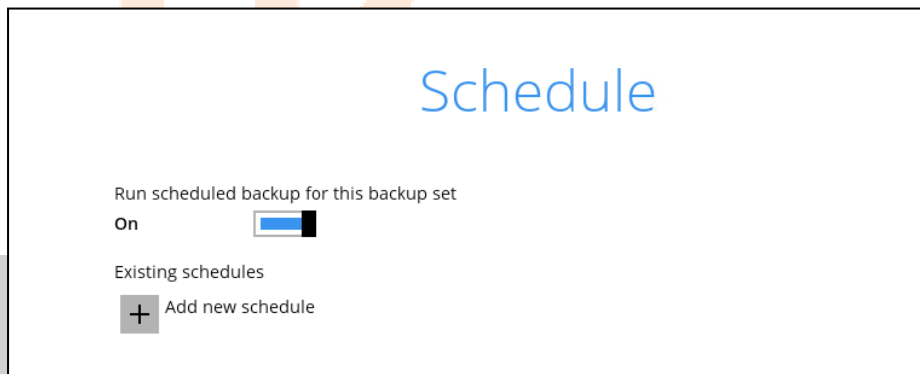 Schedule
Run scheduled backup for this backup set
On
Existing schedules
Add new schedule